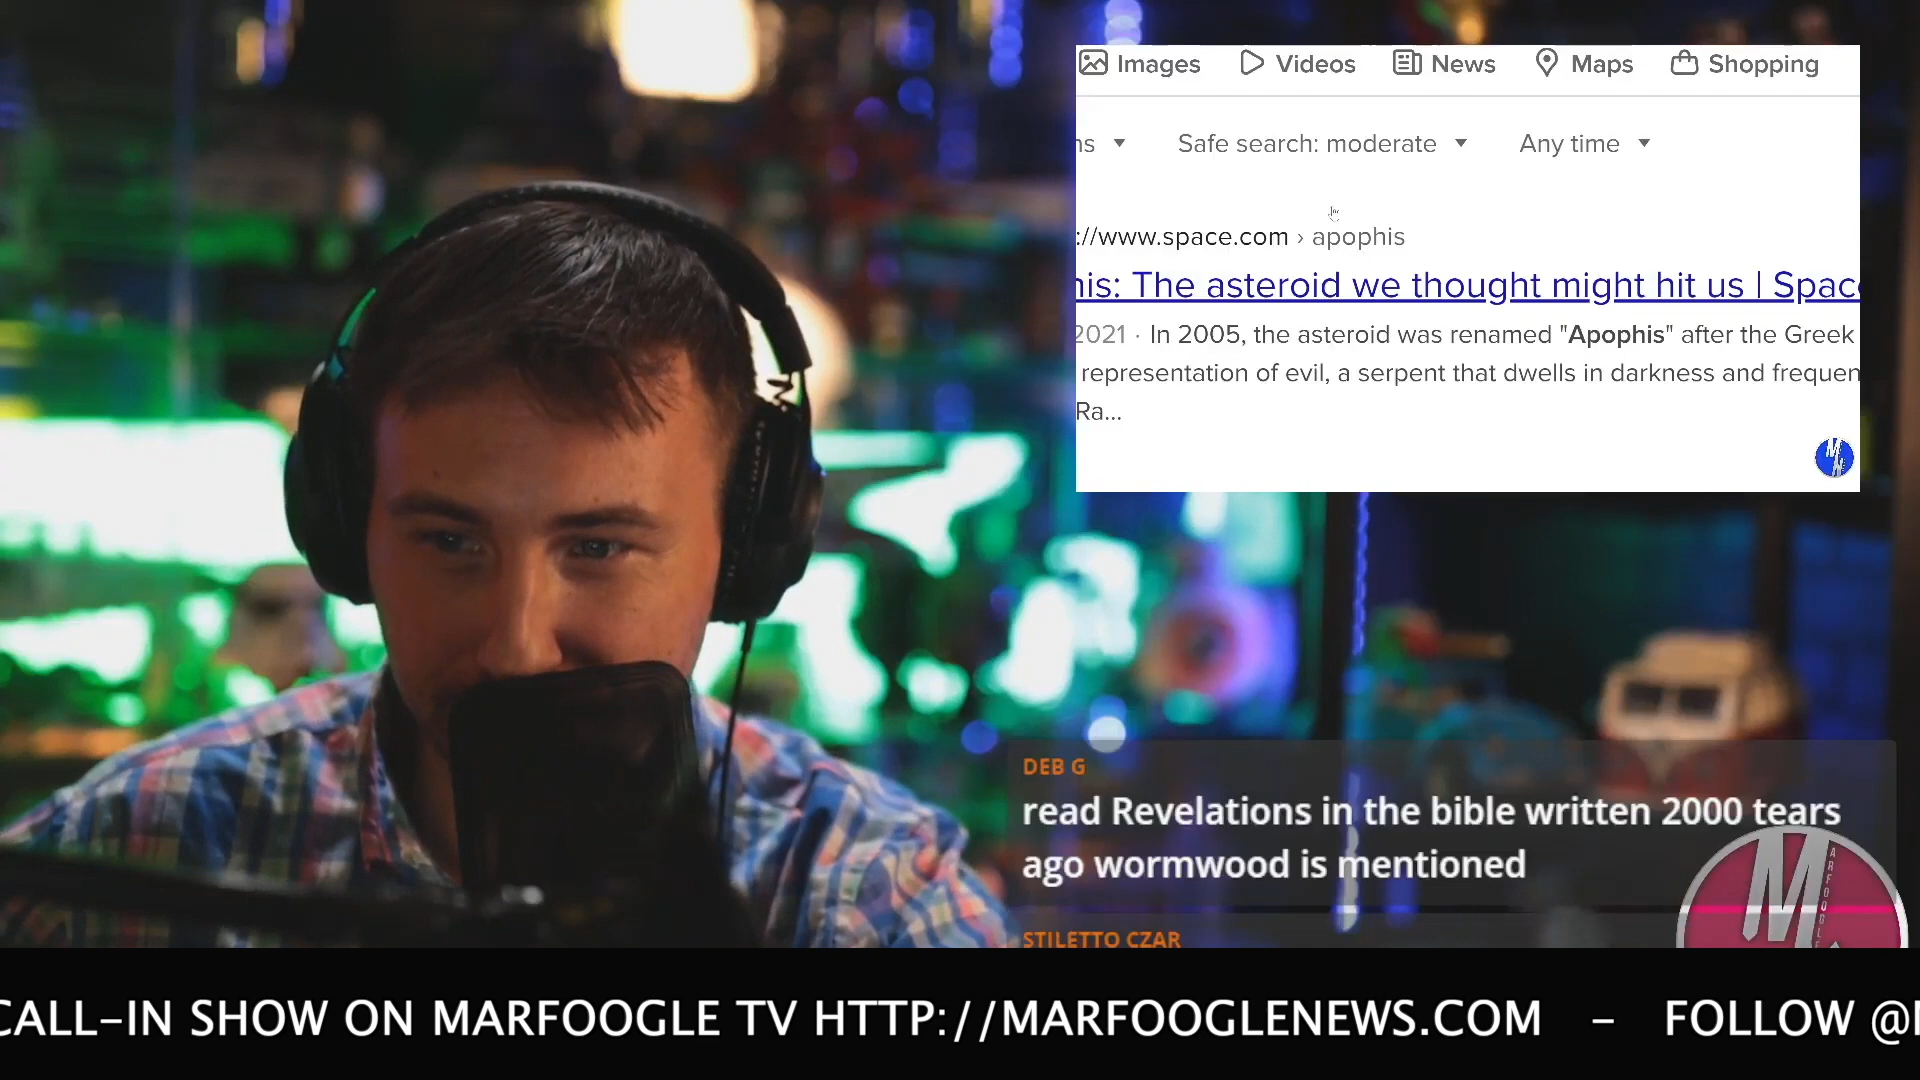 Images Videos News Maps Shopping
ns Safe search: moderate Any time
://www.space.com › apophis
his: The asteroid we thought might hit us | Space
2021 · In 2005, the asteroid was renamed "Apophis" after the Greek
representation of evil, a serpent that dwells in darkness and frequen
Ra...
DEB G
read Revelations in the bible written 2000 tears
ago wormwood is mentioned
STILETTO CZAR
CALL-IN SHOW ON MARFOOGLE TV HTTP://MARFOOGLENEWS.COM – FOLLOW @